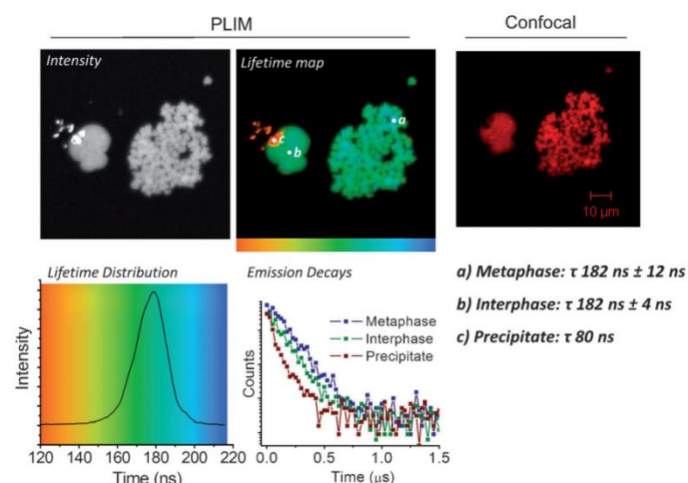 PLIM
Confocal
Intensity
Lifetime map
a
c
b
10 µm
Lifetime Distribution
Emission Decays
a) Metaphase: τ 182 ns ± 12 ns
b) Interphase: τ 182 ns ± 4 ns
c) Precipitate: τ 80 ns
Metaphase
Interphase
Precipitate
Intensity
Counts
120 140 160 180 200 220
0.0 0.5 1.0 1.5
Time (ns)
Time (µs)